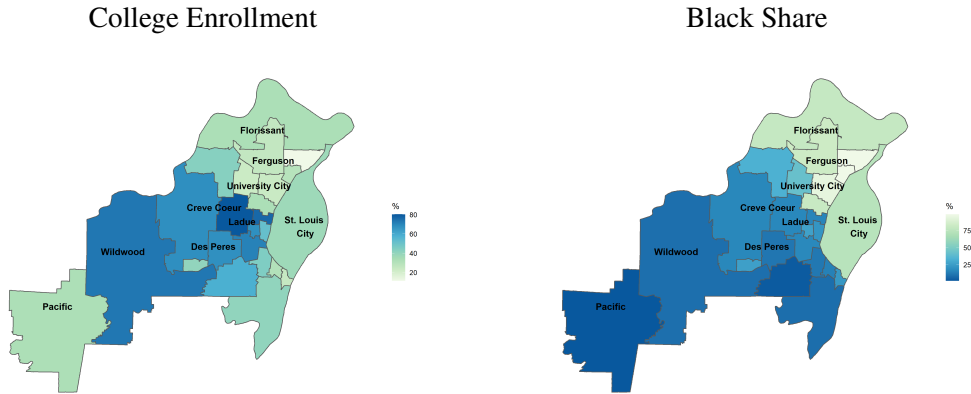 College Enrollment
Florissant
Ferguson
University City
Creve Coeur
Ladue
St. Louis
City
Des Peres
Wildwood
Pacific
%
80
60
40
20
Black Share
Florissant
Ferguson
University City
Creve Coeur
Ladue
St. Louis
City
Des Peres
Wildwood
Pacific
%
75
50
25